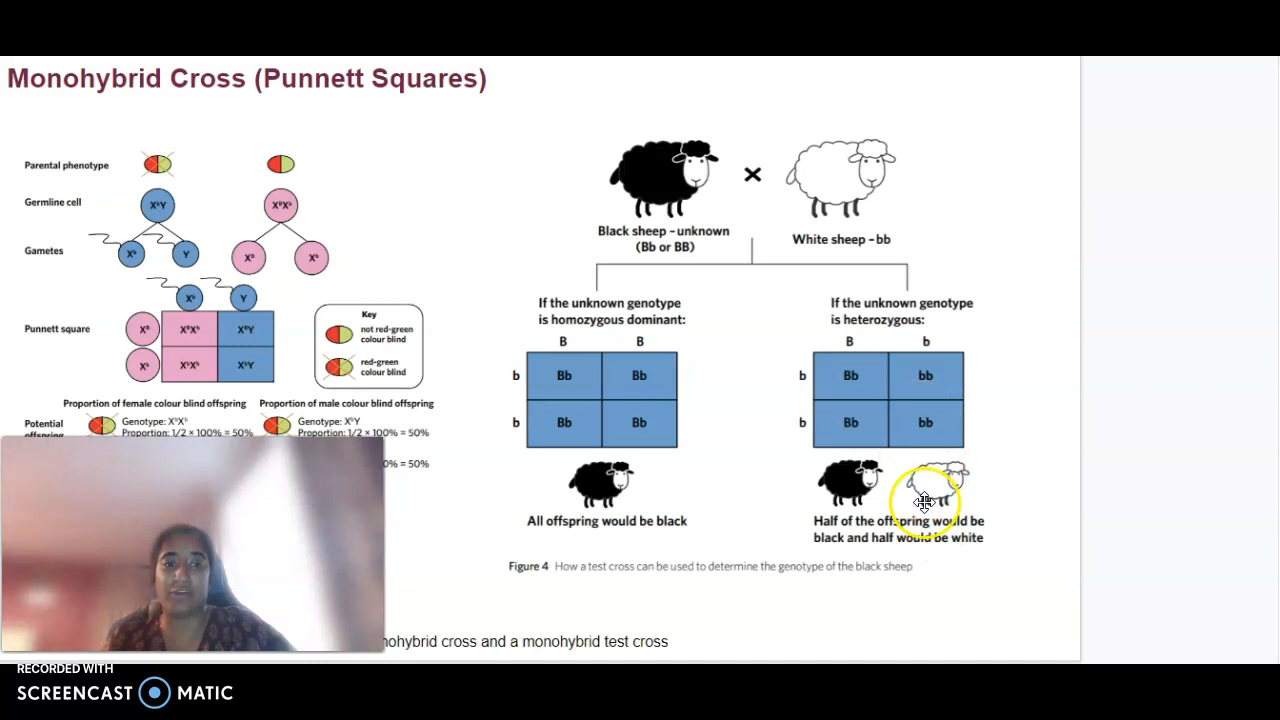 Monohybrid Cross (Punnett Squares)
Parental phenotype
Germline cell
XᵇY
XᴮXᵇ
Gametes
Xᵇ
Y
Xᴮ
Xᵇ
Xᵇ
Y
Punnett square
Xᴮ
XᴮXᵇ
XᴮY
Xᵇ
XᵇXᵇ
XᵇY
Key
not red-green
colour blind
red-green
colour blind
Proportion of female colour blind offspring
Proportion of male colour blind offspring
Potential
offspring
Genotype: XᵇXᵇ
Proportion: 1/2 × 100% = 50%
Genotype: XᵇY
Proportion: 1/2 × 100% = 50%
0% = 50%
Black sheep – unknown
(Bb or BB)
White sheep – bb
If the unknown genotype
is homozygous dominant:
B B
b Bb Bb
b Bb Bb
All offspring would be black
If the unknown genotype
is heterozygous:
B b
b Bb bb
b Bb bb
Half of the offspring would be
black and half would be white
Figure 4 How a test cross can be used to determine the genotype of the black sheep
nohybrid cross and a monohybrid test cross
RECORDED WITH
SCREENCAST MATIC